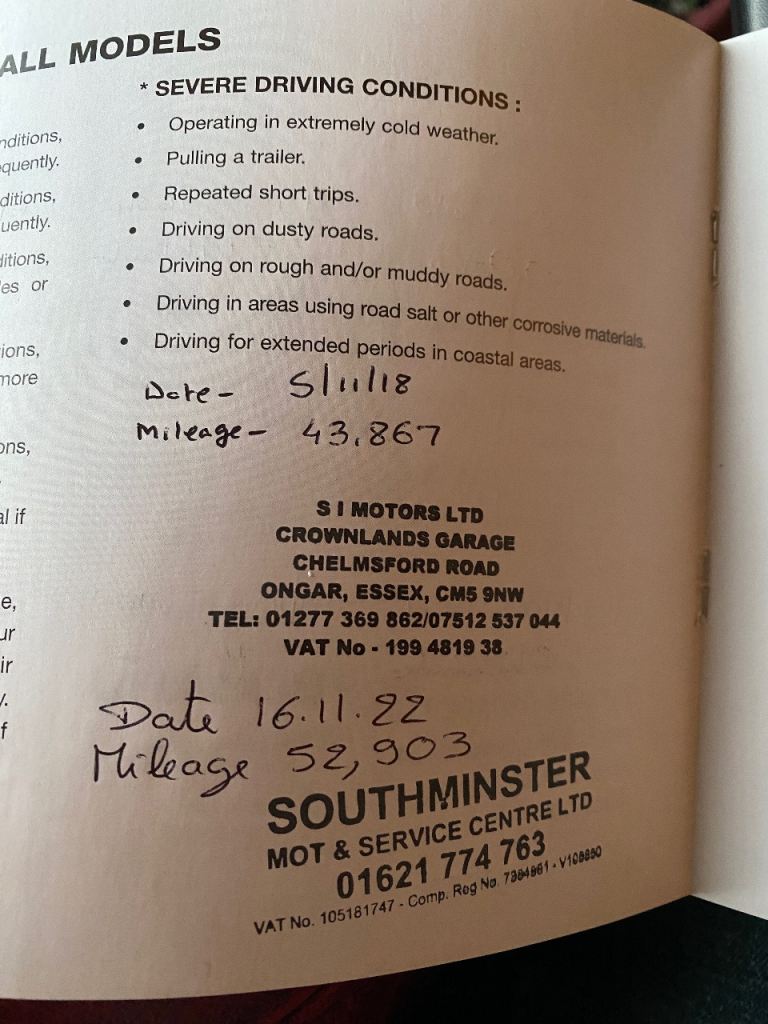 ALL MODELS
nditions,
equently.
ditions,
uently.
ditions,
es or
ions,
more
ons,
al if
e,
ur
ir
y.
f
* SEVERE DRIVING CONDITIONS :
• Operating in extremely cold weather.
• Pulling a trailer.
• Repeated short trips.
• Driving on dusty roads.
• Driving on rough and/or muddy roads.
• Driving in areas using road salt or other corrosive materials.
• Driving for extended periods in coastal areas.
Date - 5/11/18
Mileage - 43,867
S I MOTORS LTD
CROWNLANDS GARAGE
CHELMSFORD ROAD
ONGAR, ESSEX, CM5 9NW
TEL: 01277 369 862/07512 537 044
VAT No - 199 4819 38
Date 16.11.22
Mileage 52,903
SOUTHMINSTER
MOT & SERVICE CENTRE LTD
01621 774 763
VAT No. 105181747 - Comp. Reg No.